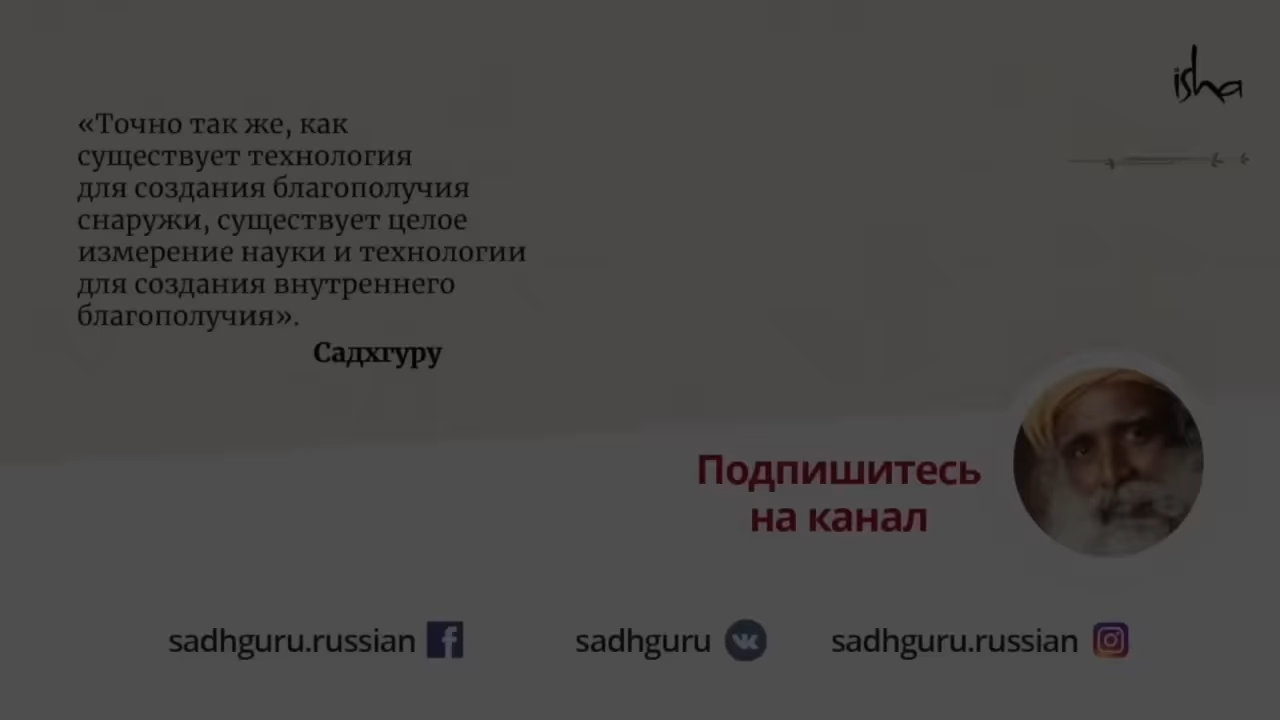 isha
«Точно так же, как
существует технология
для создания благополучия
снаружи, существует целое
измерение науки и технологии
для создания внутреннего
благополучия».
Садхгуру
Подпишитесь
на канал
sadhguru.russian
sadhguru
sadhguru.russian